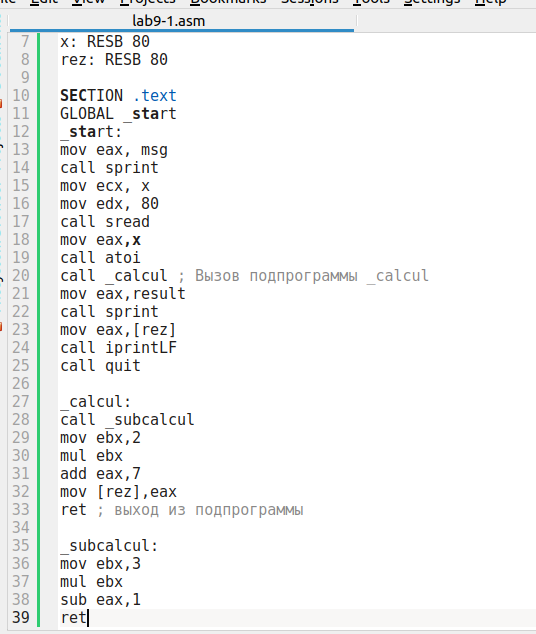 Edit View Projects Bookmarks Sessions Tools Settings Help
lab9-1.asm
7 x: RESB 80
8 rez: RESB 80
9
10 SECTION .text
11 GLOBAL _start
12 _start:
13 mov eax, msg
14 call sprint
15 mov ecx, x
16 mov edx, 80
17 call sread
18 mov eax,x
19 call atoi
20 call _calcul ; Вызов подпрограммы _calcul
21 mov eax,result
22 call sprint
23 mov eax,[rez]
24 call iprintLF
25 call quit
26
27 _calcul:
28 call _subcalcul
29 mov ebx,2
30 mul ebx
31 add eax,7
32 mov [rez],eax
33 ret ; выход из подпрограммы
34
35 _subcalcul:
36 mov ebx,3
37 mul ebx
38 sub eax,1
39 ret